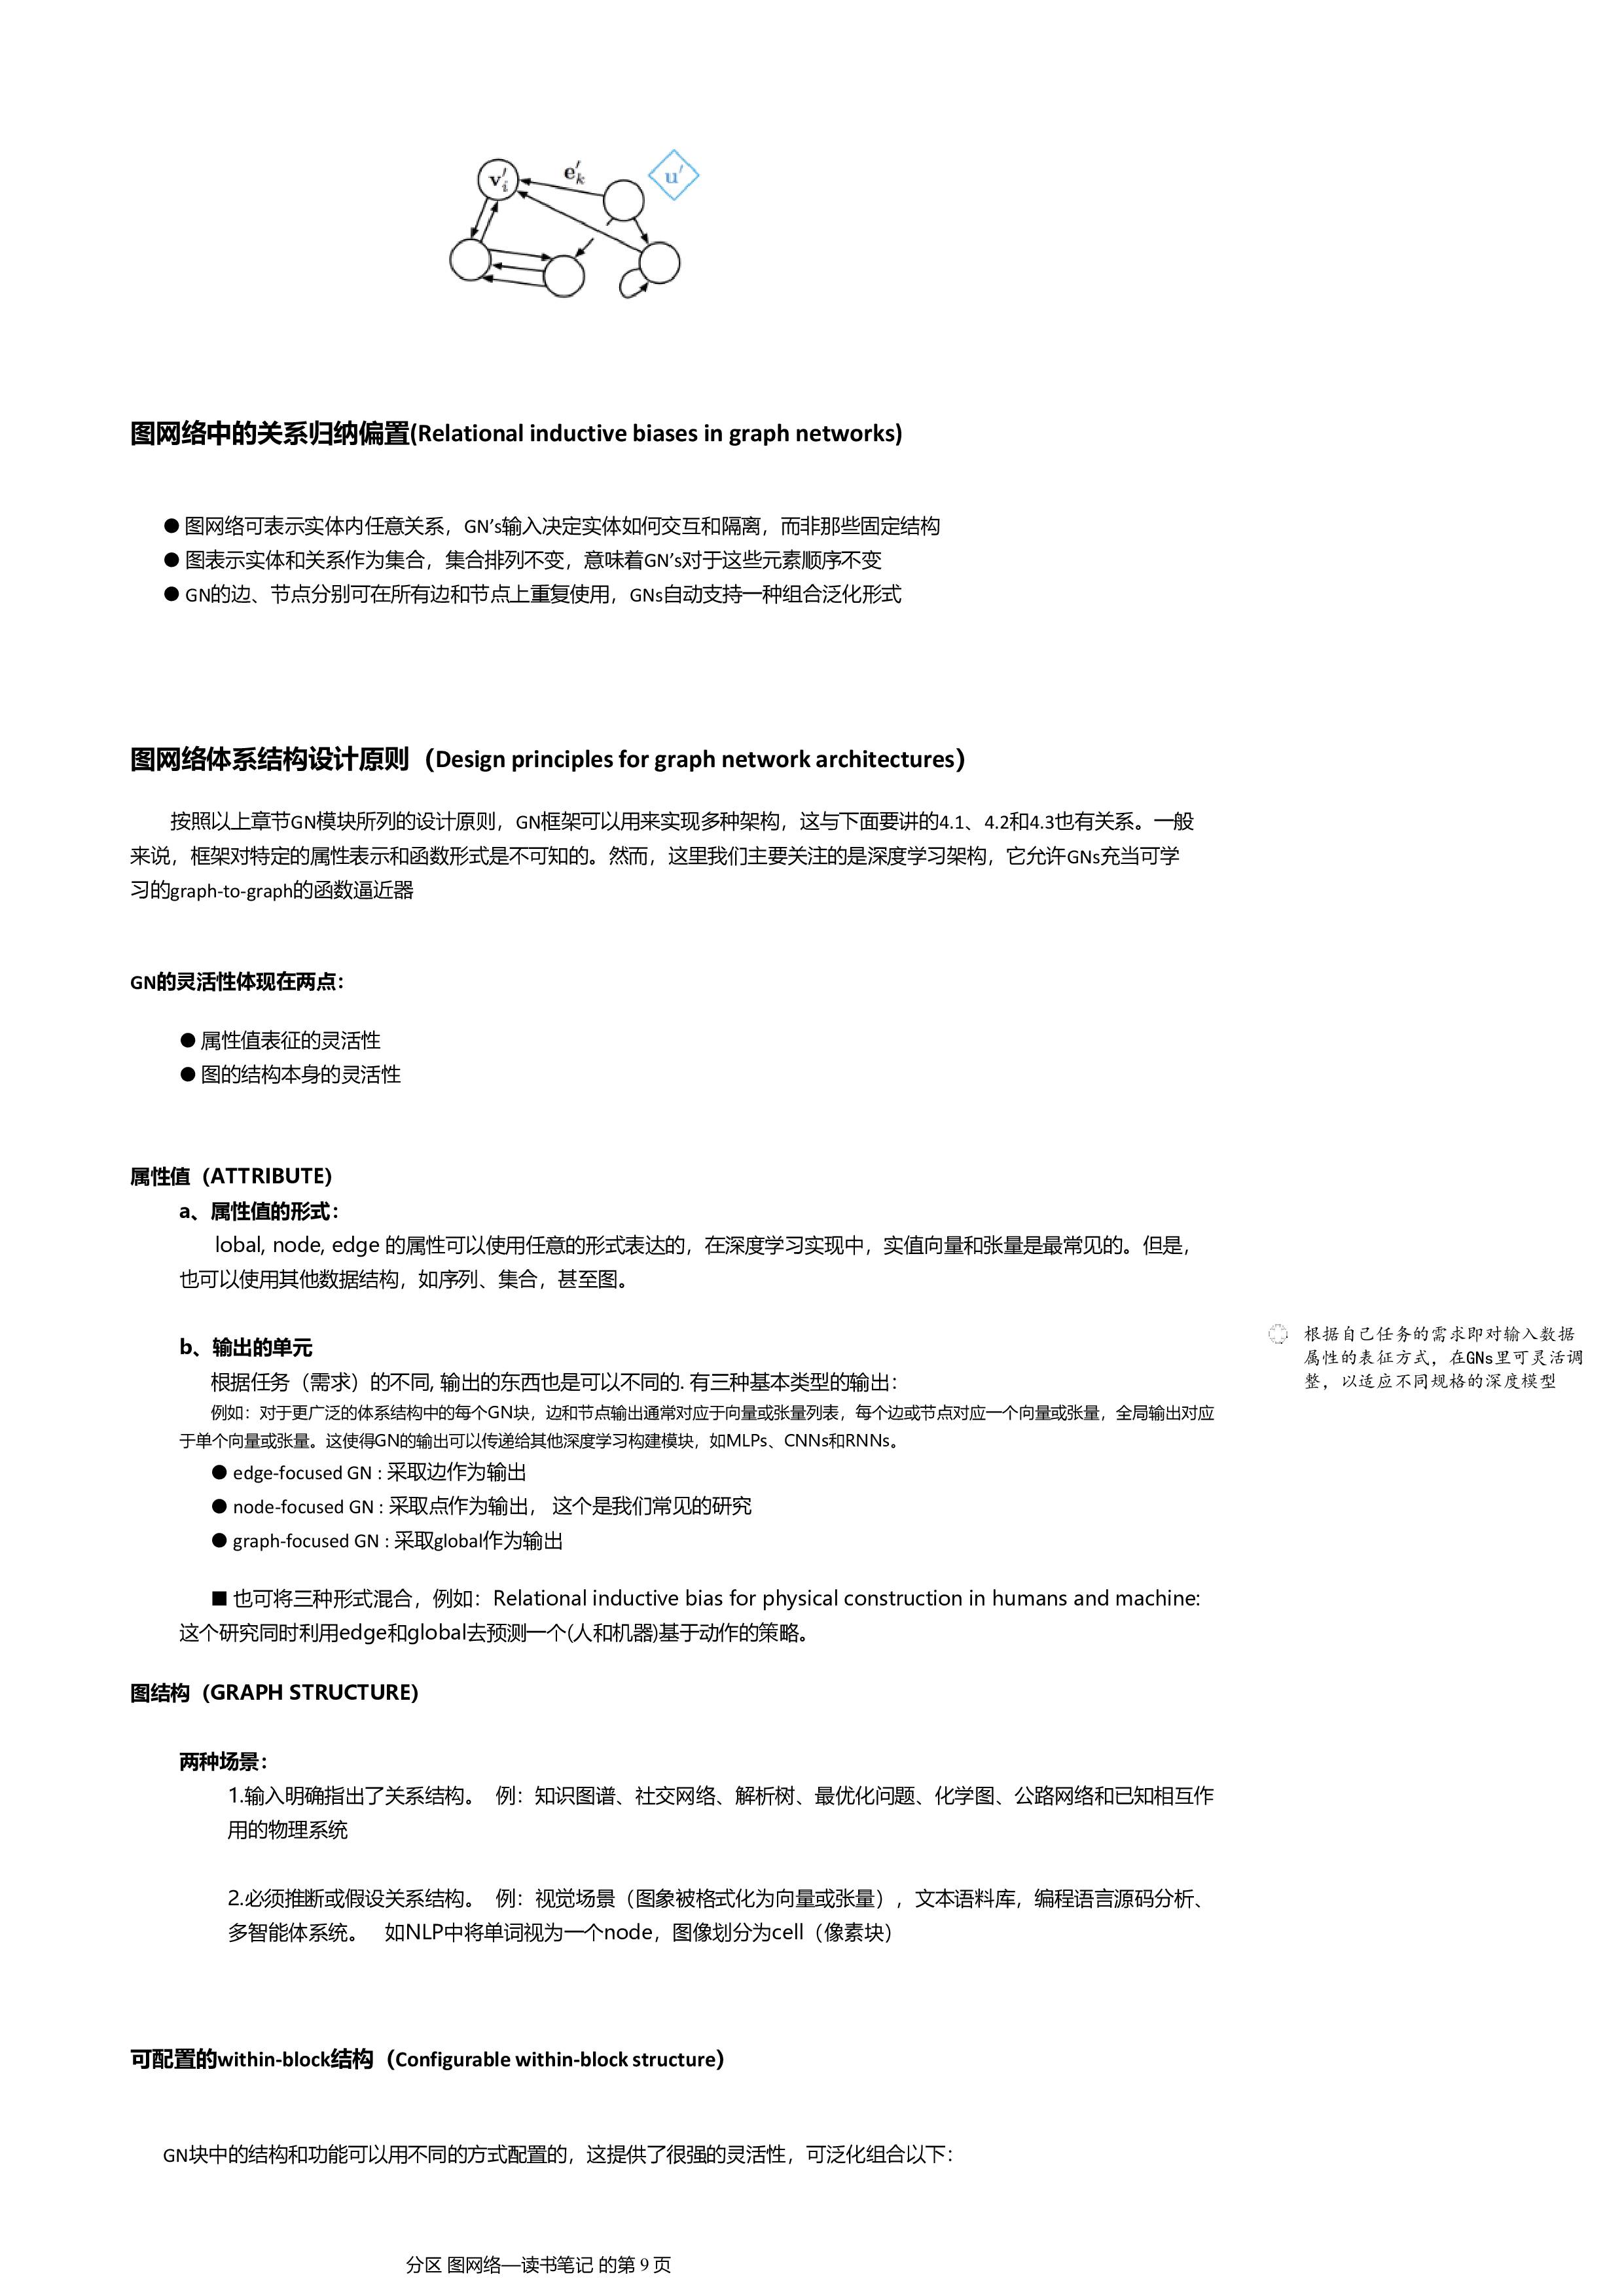 v′i
e′k
u′
图网络中的关系归纳偏置(Relational inductive biases in graph networks)
● 图网络可表示实体内任意关系，GN’s输入决定实体如何交互和隔离，而非那些固定结构
● 图表示实体和关系作为集合，集合排列不变，意味着GN’s对于这些元素顺序不变
● GN的边、节点分别可在所有边和节点上重复使用，GNs自动支持一种组合泛化形式
图网络体系结构设计原则（Design principles for graph network architectures）
按照以上章节GN模块所列的设计原则，GN框架可以用来实现多种架构，这与下面要讲的4.1、4.2和4.3也有关系。一般
来说，框架对特定的属性表示和函数形式是不可知的。然而，这里我们主要关注的是深度学习架构，它允许GNs充当可学
习的graph-to-graph的函数逼近器
GN的灵活性体现在两点：
● 属性值表征的灵活性
● 图的结构本身的灵活性
属性值（ATTRIBUTE）
a、属性值的形式：
lobal, node, edge 的属性可以使用任意的形式表达的，在深度学习实现中，实值向量和张量是最常见的。但是，
也可以使用其他数据结构，如序列、集合，甚至图。
b、输出的单元
根据任务（需求）的不同, 输出的东西也是可以不同的. 有三种基本类型的输出：
例如：对于更广泛的体系结构中的每个GN块，边和节点输出通常对应于向量或张量列表，每个边或节点对应一个向量或张量，全局输出对应
于单个向量或张量。这使得GN的输出可以传递给其他深度学习构建模块，如MLPs、CNNs和RNNs。
● edge-focused GN : 采取边作为输出
● node-focused GN : 采取点作为输出， 这个是我们常见的研究
● graph-focused GN : 采取global作为输出
■ 也可将三种形式混合，例如：Relational inductive bias for physical construction in humans and machine:
这个研究同时利用edge和global去预测一个(人和机器)基于动作的策略。
根据自己任务的需求即对输入数据
属性的表征方式，在GNs里可灵活调
整，以适应不同规格的深度模型
图结构（GRAPH STRUCTURE）
两种场景：
1.输入明确指出了关系结构。 例：知识图谱、社交网络、解析树、最优化问题、化学图、公路网络和已知相互作
用的物理系统
2.必须推断或假设关系结构。 例：视觉场景（图象被格式化为向量或张量），文本语料库，编程语言源码分析、
多智能体系统。 如NLP中将单词视为一个node，图像划分为cell（像素块）
可配置的within-block结构（Configurable within-block structure）
GN块中的结构和功能可以用不同的方式配置的，这提供了很强的灵活性，可泛化组合以下：
分区 图网络—读书笔记 的第 9 页